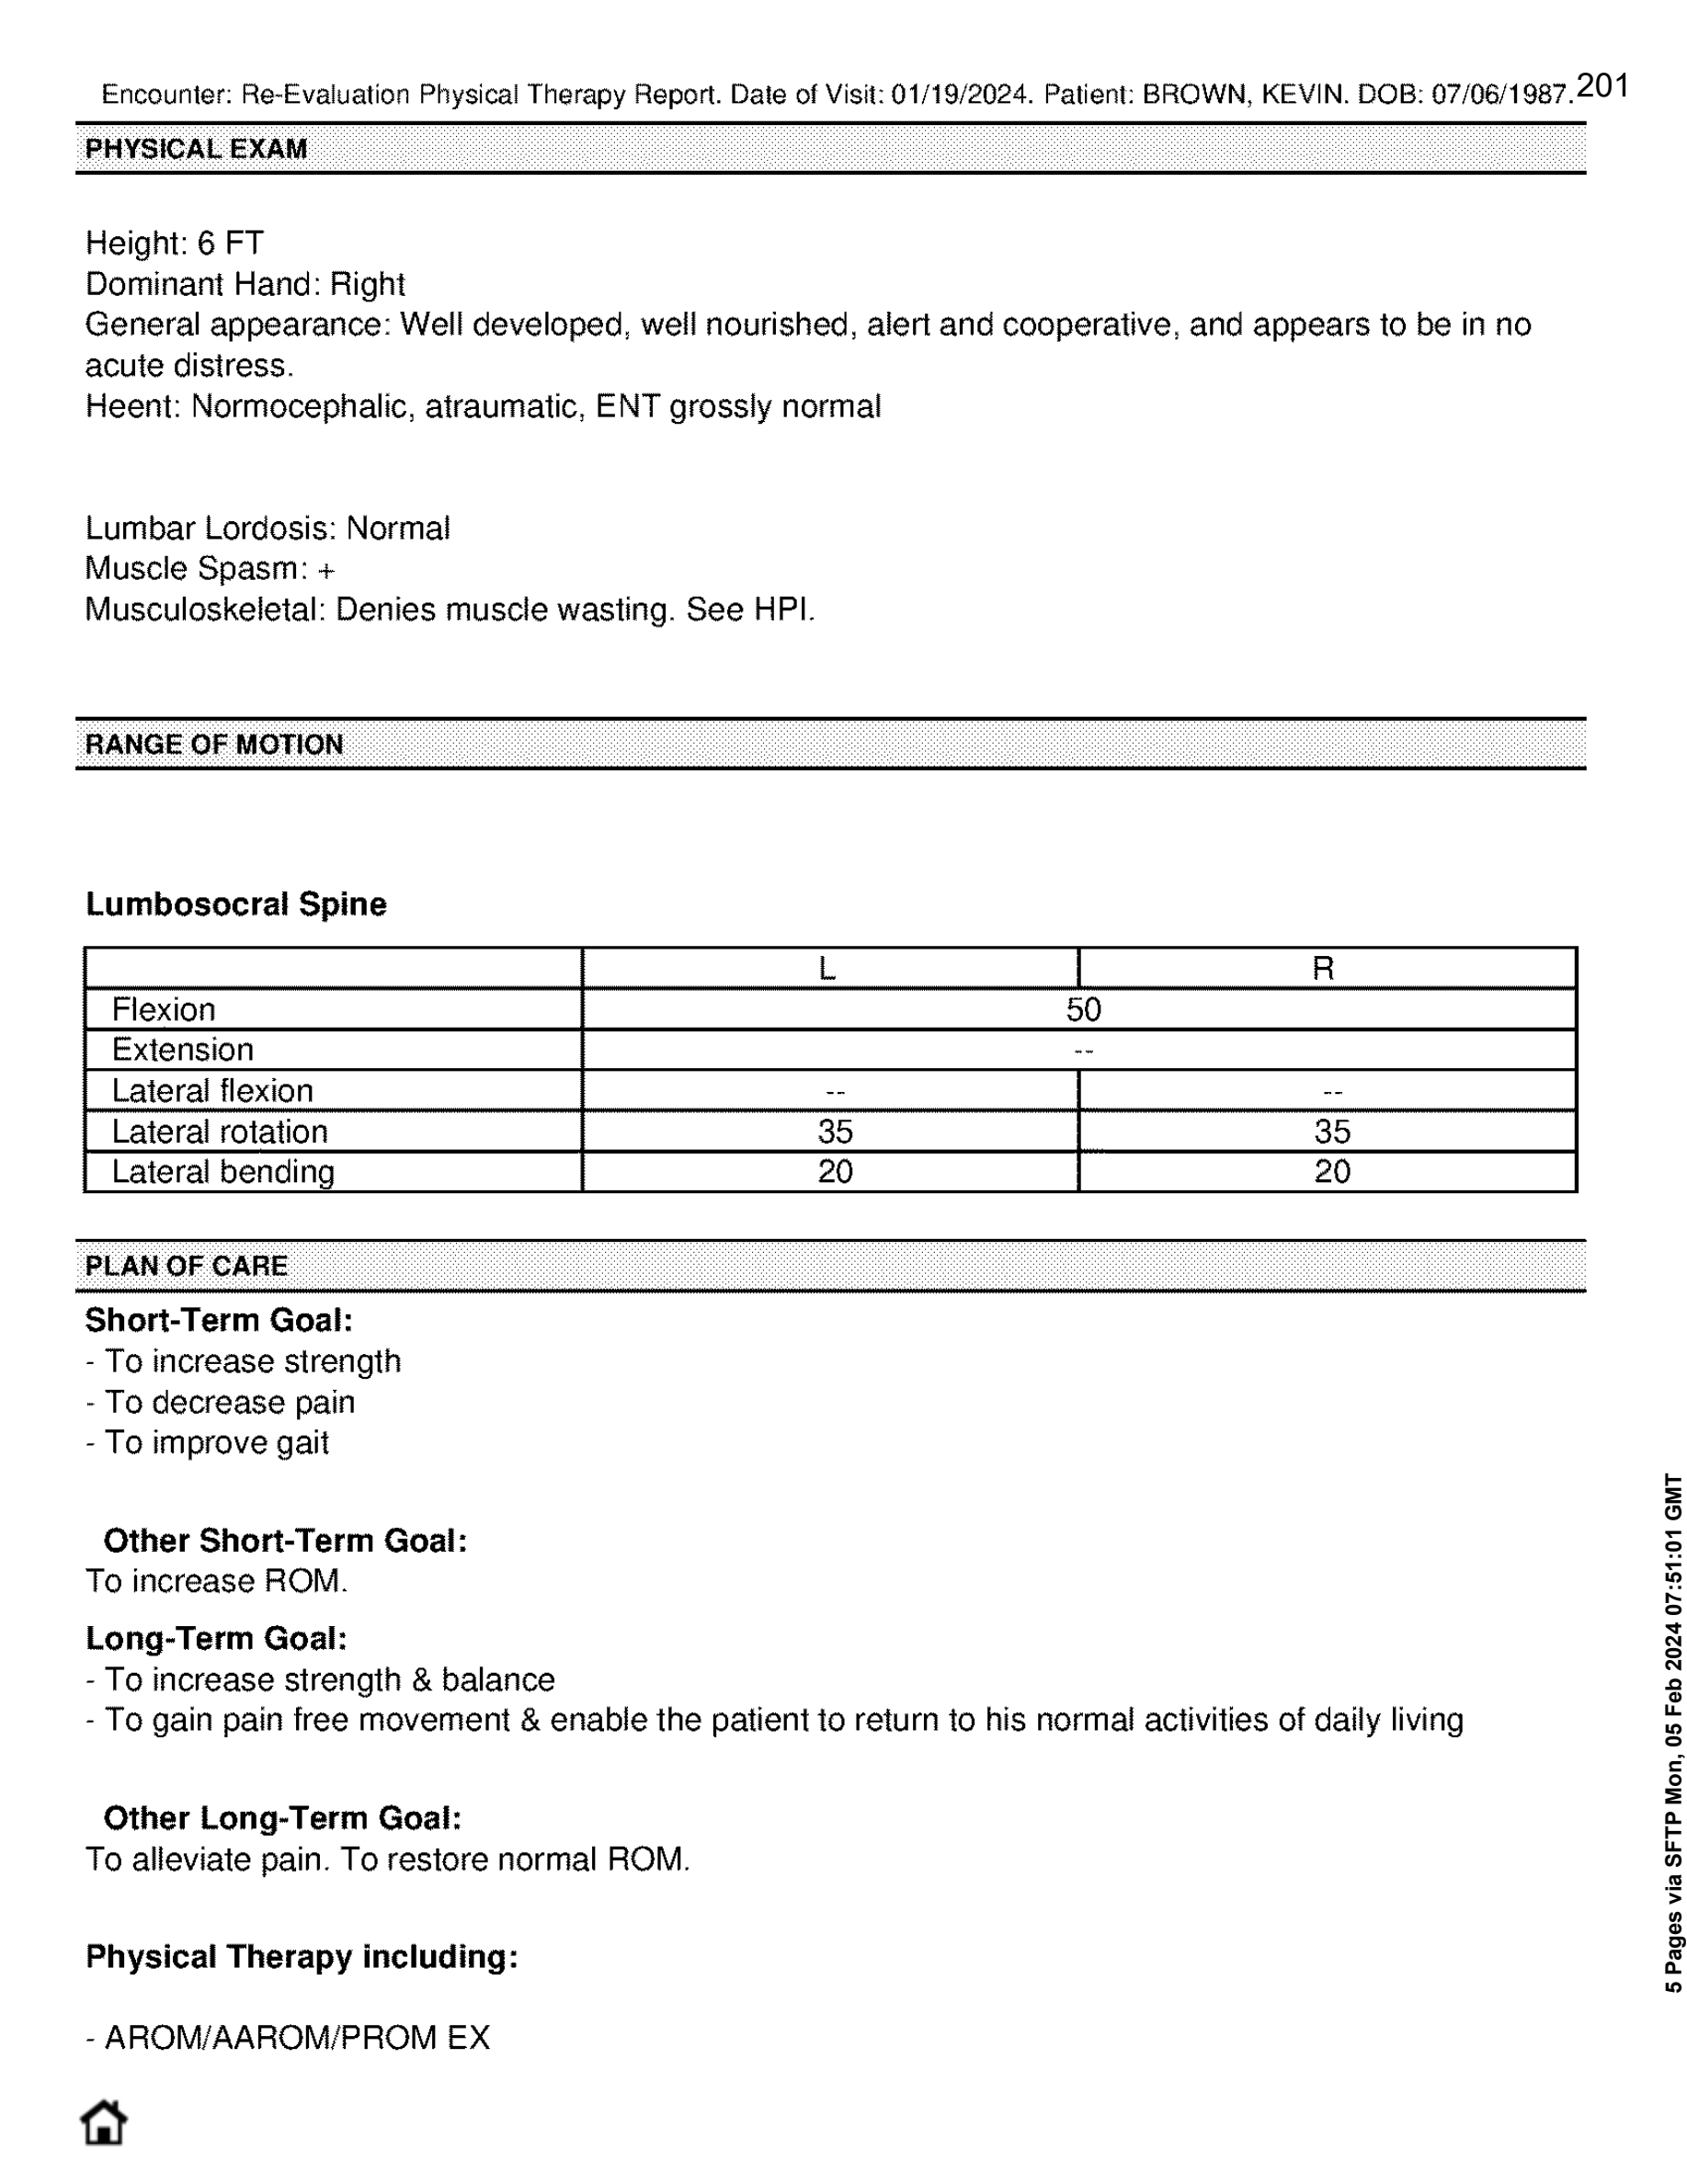 Encounter: Re-Evaluation Physical Therapy Report. Date of Visit: 01/19/2024. Patient: BROWN, KEVIN. DOB: 07/06/1987.
201
PHYSICAL EXAM
Height: 6 FT
Dominant Hand: Right
General appearance: Well developed, well nourished, alert and cooperative, and appears to be in no
acute distress.
Heent: Normocephalic, atraumatic, ENT grossly normal
Lumbar Lordosis: Normal
Muscle Spasm: +
Musculoskeletal: Denies muscle wasting. See HPI.
RANGE OF MOTION
Lumbosocral Spine
L R
Flexion 50
Extension --
Lateral flexion -- --
Lateral rotation 35 35
Lateral bending 20 20
PLAN OF CARE
Short-Term Goal:
- To increase strength
- To decrease pain
- To improve gait
Other Short-Term Goal:
To increase ROM.
Long-Term Goal:
- To increase strength & balance
- To gain pain free movement & enable the patient to return to his normal activities of daily living
Other Long-Term Goal:
To alleviate pain. To restore normal ROM.
Physical Therapy including:
- AROM/AAROM/PROM EX
5 Pages via SFTP Mon, 05 Feb 2024 07:51:01 GMT